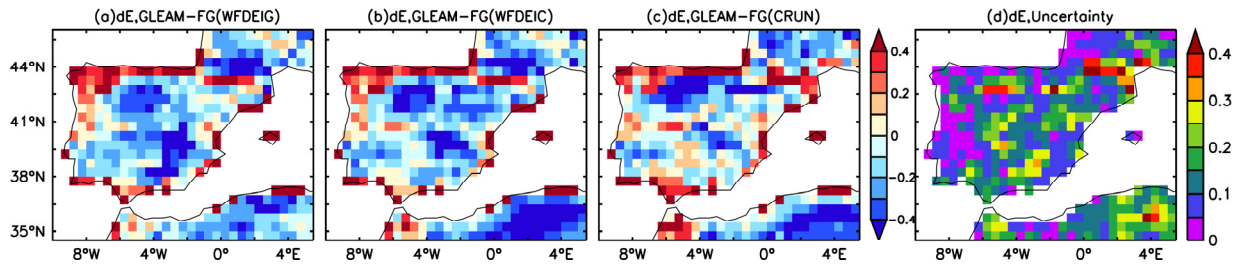 (a)dE,GLEAM-FG(WFDEIG)
(b)dE,GLEAM-FG(WFDEIC)
(c)dE,GLEAM-FG(CRUN)
(d)dE,Uncertainty
44°N
41°N
38°N
35°N
8°W 4°W 0°E 4°E
8°W 4°W 0°E 4°E
8°W 4°W 0°E 4°E
0.4
0.2
0
-0.2
-0.4
8°W 4°W 0°E 4°E
0.4
0.3
0.2
0.1
0